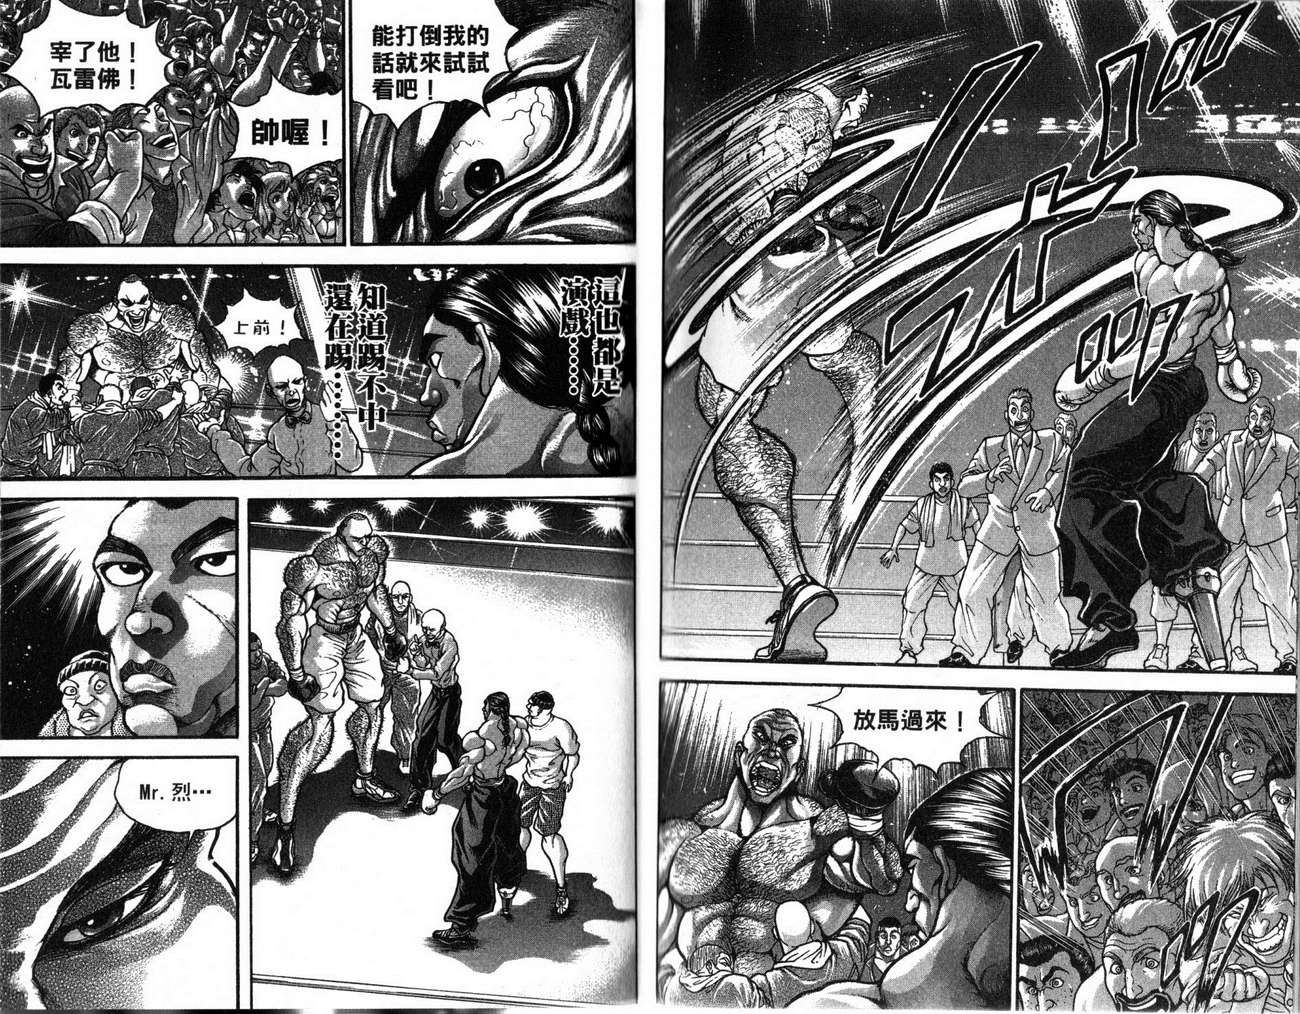 放馬過來！
能打倒我的
話就來試試
看吧！
宰了他！
瓦雷佛！
帥喔！
這也都是
演戲……
知道踢不中
還在踢………
上前！
Mr. 烈…